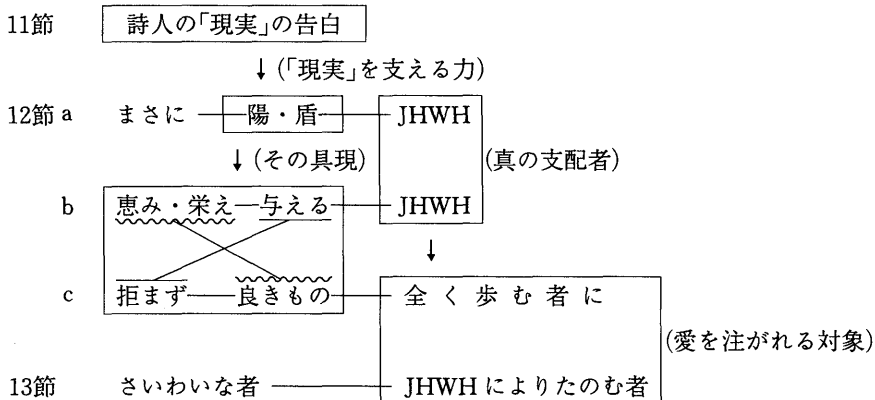 11節 詩人の「現実」の告白
↓(「現実」を支える力)
12節 a まさに 陽・盾 JHWH
↓(その具現) (真の支配者)
b 恵み・栄え 与える JHWH
↓
c 拒まず 良きもの 全く歩む者に
(愛を注がれる対象)
13節 さいわいな者 JHWHによりたのむ者